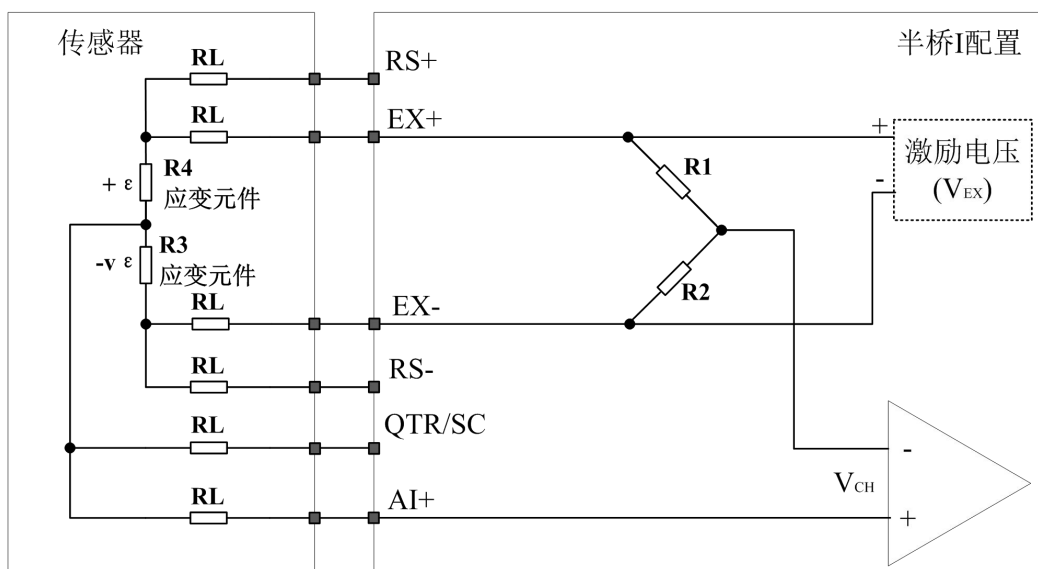 传感器
半桥I配置
RL
RS+
RL
EX+
+
激励电压
(VEX)
-
R4
+ ε
应变元件
R1
R3
-v ε
应变元件
R2
RL
EX-
RL
RS-
QTR/SC
RL
-
VCH
RL
AI+
+